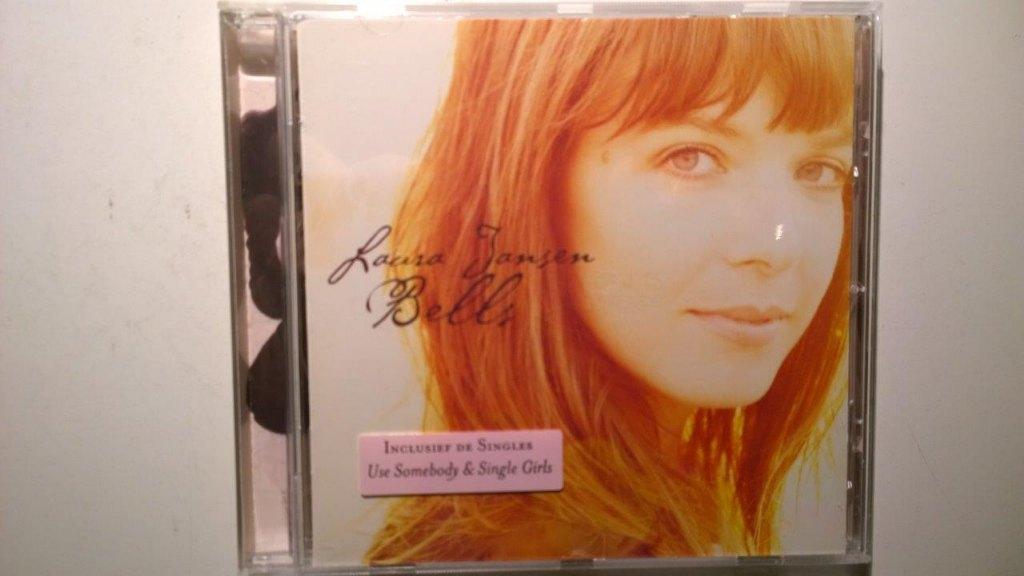 Laura Jansen
Bells
INCLUSIEF DE SINGLES
Use Somebody & Single Girls